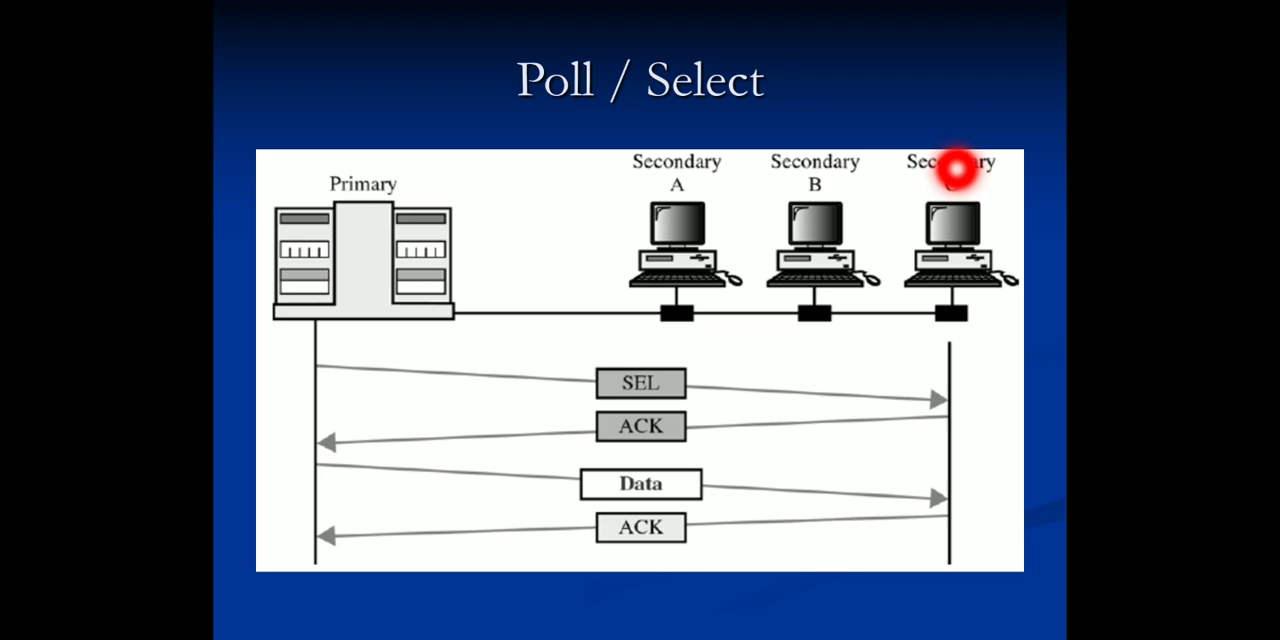 Poll / Select
Primary
Secondary
A
Secondary
B
SEL
ACK
Data
ACK